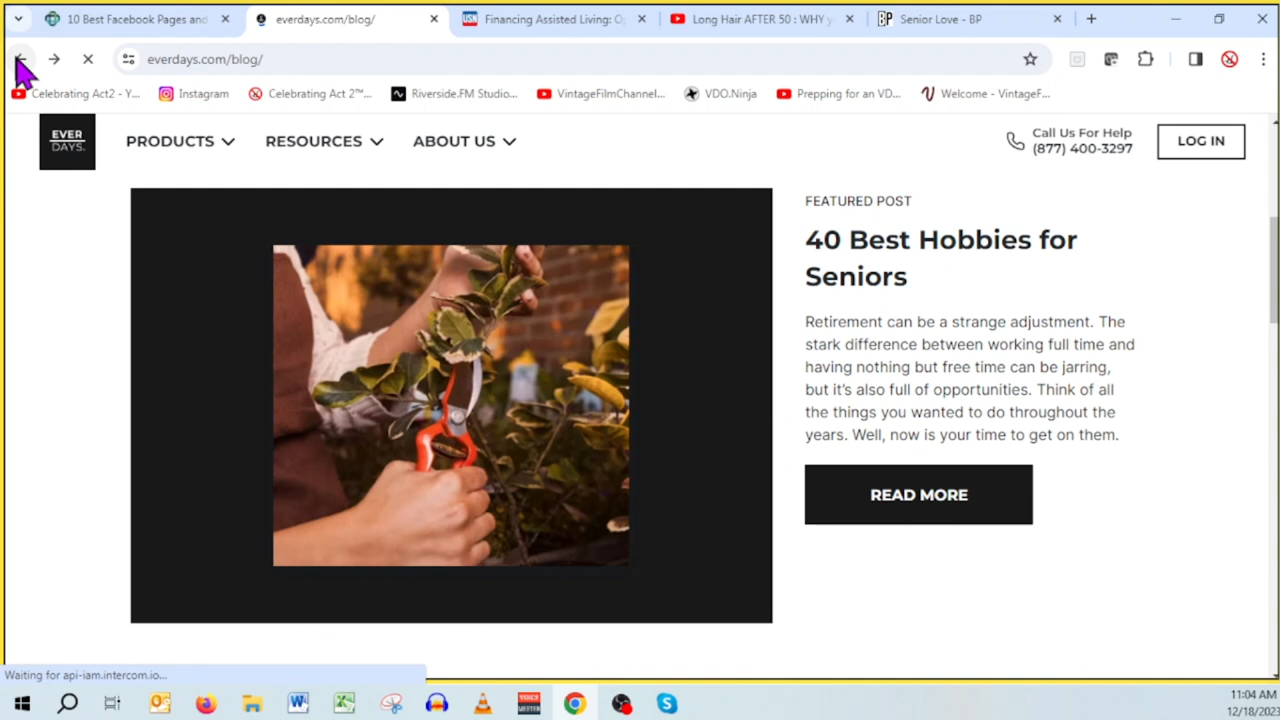 10 Best Facebook Pages and
everdays.com/blog/
Financing Assisted Living: O
Long Hair AFTER 50 : WHY y
Senior Love - BP
everdays.com/blog/
Celebrating Act2 - Y...
Instagram
Celebrating Act 2™...
Riverside.FM Studio...
VintageFilmChannel...
VDO.Ninja
Prepping for an VD...
Welcome - VintageF...
EVER
DAYS.
PRODUCTS
RESOURCES
ABOUT US
Call Us For Help
(877) 400-3297
LOG IN
FEATURED POST
40 Best Hobbies for
Seniors
Retirement can be a strange adjustment. The
stark difference between working full time and
having nothing but free time can be jarring,
but it's also full of opportunities. Think of all
the things you wanted to do throughout the
years. Well, now is your time to get on them.
READ MORE
Waiting for api-iam.intercom.io...
11:04 AM
12/18/2023